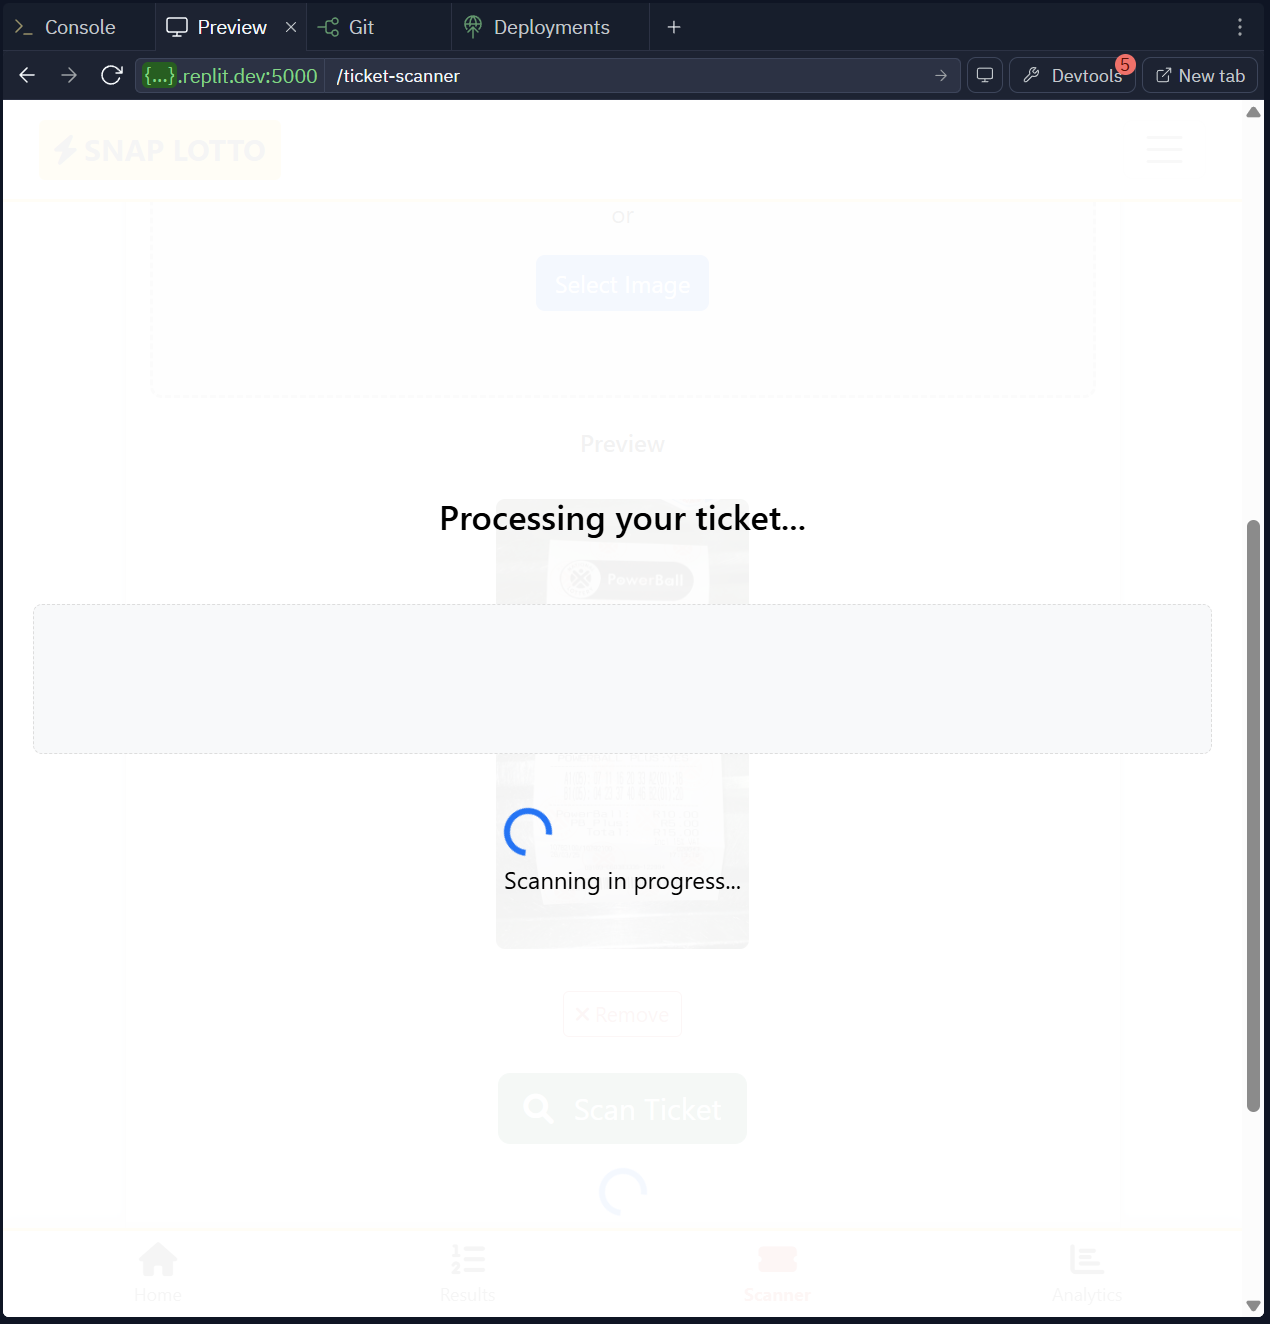 Console
Preview
Git
Deployments
{...}.replit.dev:5000
/ticket-scanner
Devtools
5
New tab
SNAP LOTTO
or
Select Image
Preview
Processing your ticket...
PowerBall
Scanning in progress...
Remove
Scan Ticket
Home
Results
Scanner
Analytics